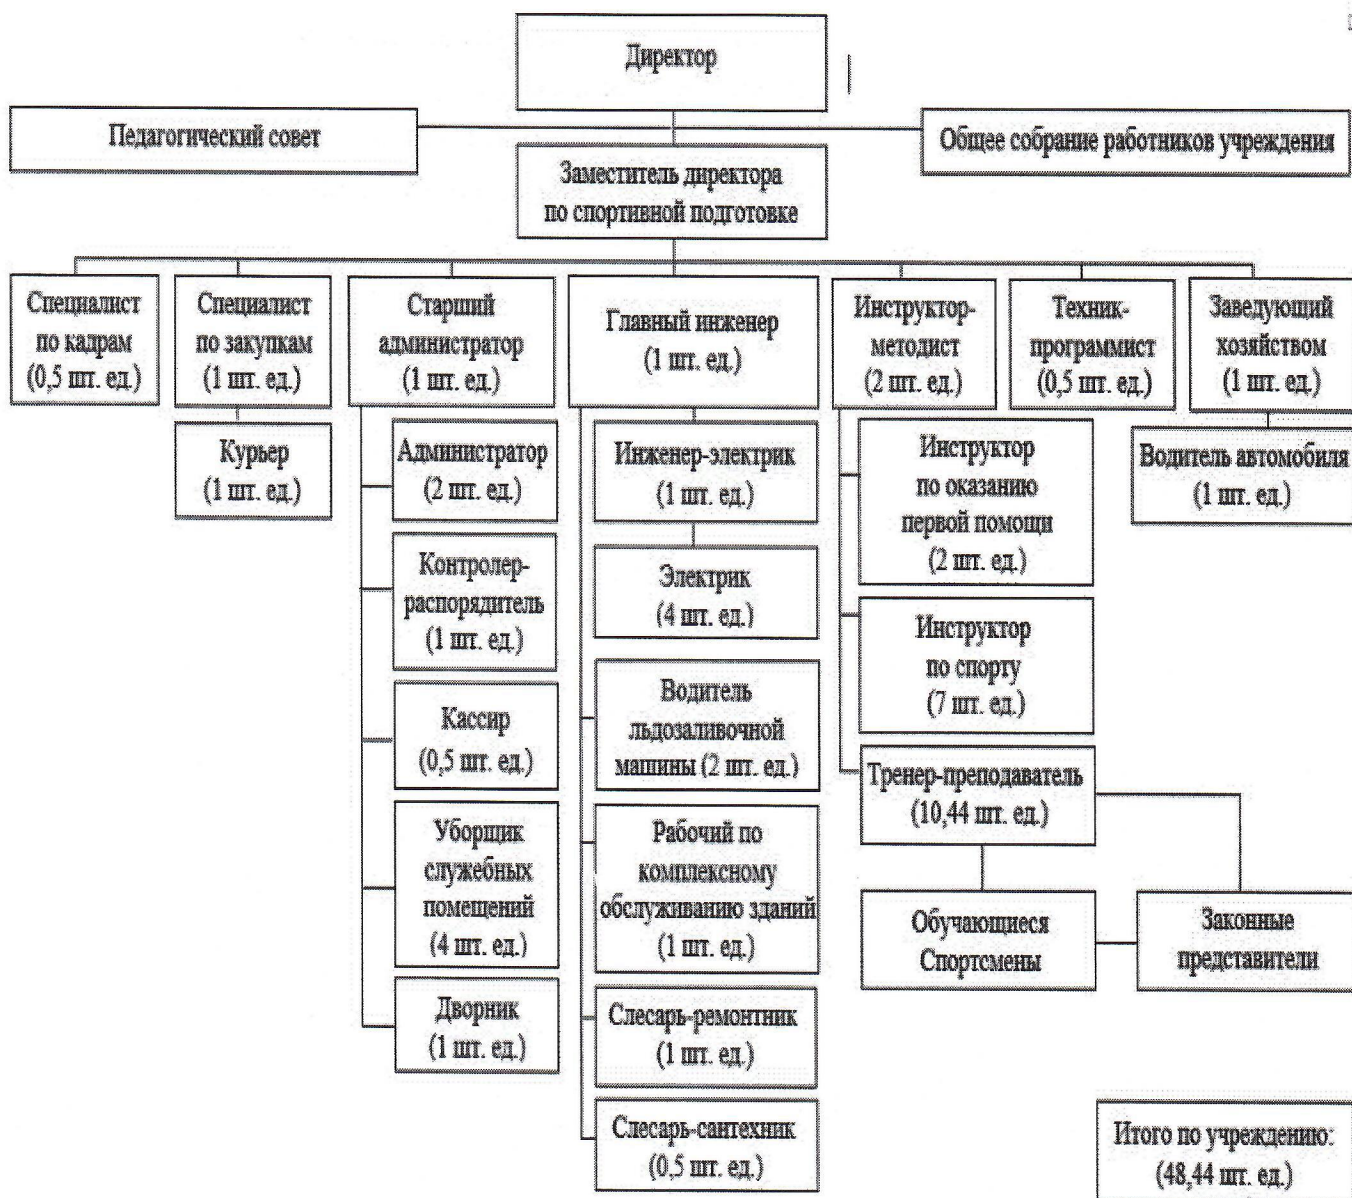 Директор
Педагогический совет
Общее собрание работников учреждения
Заместитель директора
по спортивной подготовке
Специалист
по кадрам
(0,5 шт. ед.)
Специалист
по закупкам
(1 шт. ед.)
Старший
администратор
(1 шт. ед.)
Главный инженер
(1 шт. ед.)
Инструктор-
методист
(2 шт. ед.)
Техник-
программист
(0,5 шт. ед.)
Заведующий
хозяйством
(1 шт. ед.)
Курьер
(1 шт. ед.)
Администратор
(2 шт. ед.)
Контролер-
распорядитель
(1 шт. ед.)
Кассир
(0,5 шт. ед.)
Уборщик
служебных
помещений
(4 шт. ед.)
Дворник
(1 шт. ед.)
Инженер-электрик
(1 шт. ед.)
Электрик
(4 шт. ед.)
Водитель
льдозаливочной
машины (2 шт. ед.)
Рабочий по
комплексному
обслуживанию зданий
(1 шт. ед.)
Слесарь-ремонтник
(1 шт. ед.)
Слесарь-сантехник
(0,5 шт. ед.)
Инструктор
по оказанию
первой помощи
(2 шт. ед.)
Инструктор
по спорту
(7 шт. ед.)
Тренер-преподаватель
(10,44 шт. ед.)
Обучающиеся
Спортсмены
Законные
представители
Водитель автомобиля
(1 шт. ед.)
Итого по учреждению:
(48,44 шт. ед.)